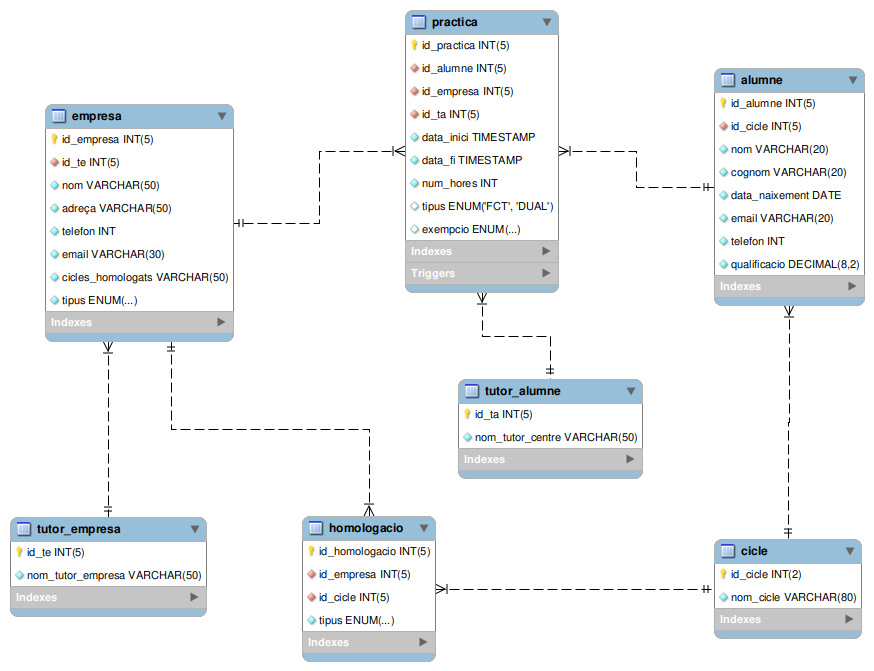 practica
id_practica INT(5)
id_alumne INT(5)
id_empresa INT(5)
id_ta INT(5)
data_inici TIMESTAMP
data_fi TIMESTAMP
num_hores INT
tipus ENUM('FCT', 'DUAL')
exempcio ENUM(...)
Indexes
Triggers
alumne
id_alumne INT(5)
id_cicle INT(5)
nom VARCHAR(20)
cognom VARCHAR(20)
data_naixement DATE
email VARCHAR(20)
telefon INT
qualificacio DECIMAL(8,2)
Indexes
empresa
id_empresa INT(5)
id_te INT(5)
nom VARCHAR(50)
adreça VARCHAR(50)
telefon INT
email VARCHAR(30)
cicles_homologats VARCHAR(50)
tipus ENUM(...)
Indexes
tutor_alumne
id_ta INT(5)
nom_tutor_centre VARCHAR(50)
Indexes
tutor_empresa
id_te INT(5)
nom_tutor_empresa VARCHAR(50)
Indexes
homologacio
id_homologacio INT(5)
id_empresa INT(5)
id_cicle INT(5)
tipus ENUM(...)
Indexes
cicle
id_cicle INT(2)
nom_cicle VARCHAR(80)
Indexes